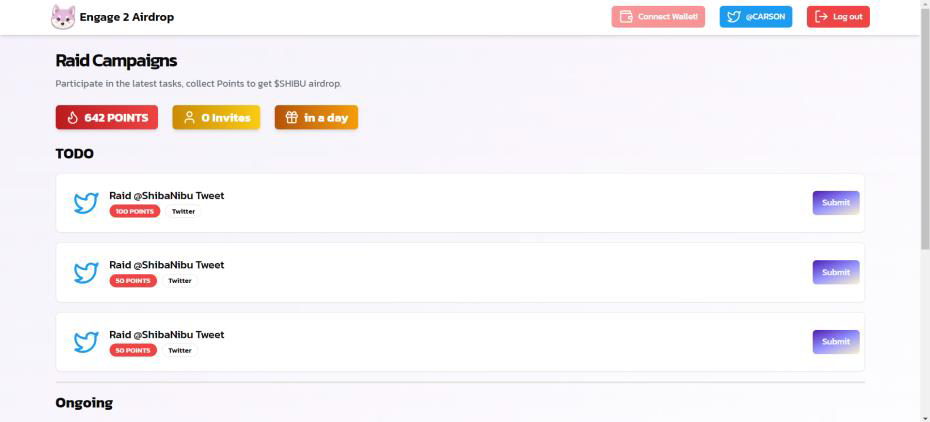 Engage 2 Airdrop
Connect Wallet!
@CARSON
Log out
Raid Campaigns
Participate in the latest tasks, collect Points to get $SHIBU airdrop.
642 POINTS
0 Invites
in a day
TODO
Raid @ShibaNibu Tweet
100 POINTS Twitter
Submit
Raid @ShibaNibu Tweet
50 POINTS Twitter
Submit
Raid @ShibaNibu Tweet
50 POINTS Twitter
Submit
Ongoing